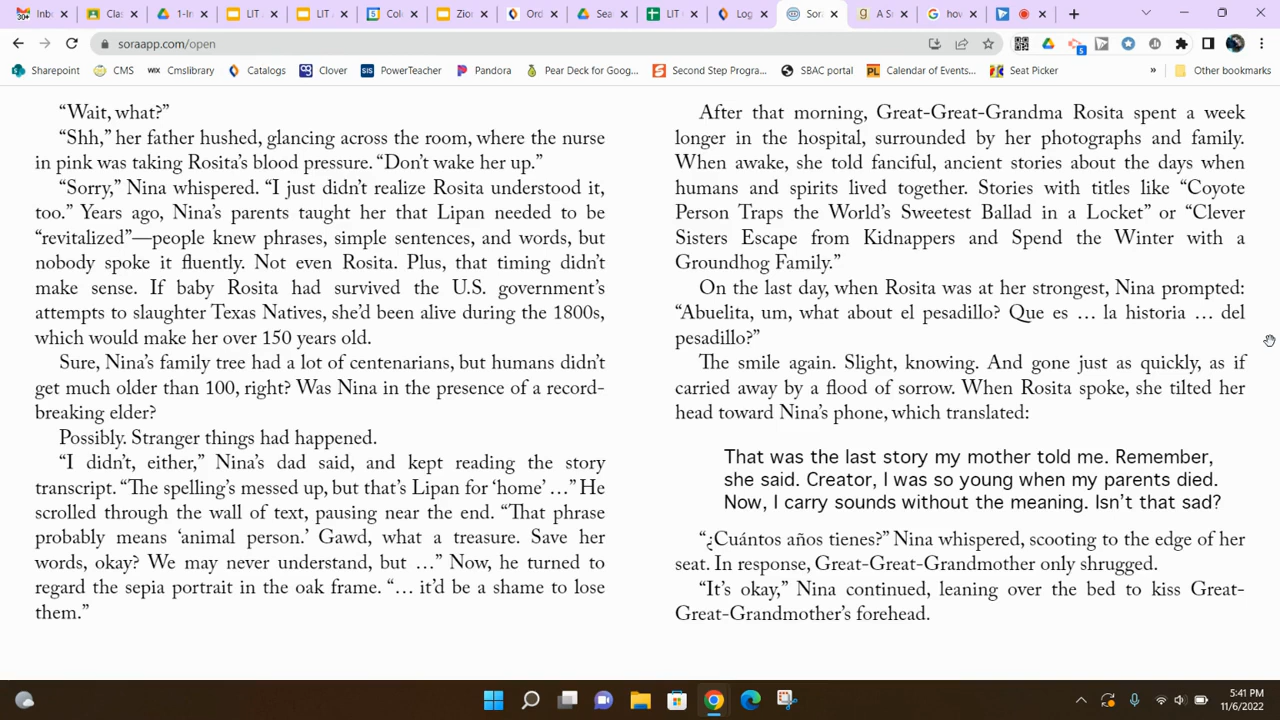 Inbo
Clas
1-In
LIT
LIT
Cole
Zion
Ord
Sea
LIT
Log
Sora
A S
how
soraapp.com/open
5
Sharepoint
CMS
WIX Cmslibrary
Catalogs
Clover
SIS PowerTeacher
Pandora
Pear Deck for Goog...
Second Step Progra...
SBAC portal
PL Calendar of Events...
Seat Picker
»
Other bookmarks
“Wait, what?”
“Shh,” her father hushed, glancing across the room, where the nurse
in pink was taking Rosita’s blood pressure. “Don’t wake her up.”
“Sorry,” Nina whispered. “I just didn’t realize Rosita understood it,
too.” Years ago, Nina’s parents taught her that Lipan needed to be
“revitalized”—people knew phrases, simple sentences, and words, but
nobody spoke it fluently. Not even Rosita. Plus, that timing didn’t
make sense. If baby Rosita had survived the U.S. government’s
attempts to slaughter Texas Natives, she’d been alive during the 1800s,
which would make her over 150 years old.
Sure, Nina’s family tree had a lot of centenarians, but humans didn’t
get much older than 100, right? Was Nina in the presence of a record-
breaking elder?
Possibly. Stranger things had happened.
“I didn’t, either,” Nina’s dad said, and kept reading the story
transcript. “The spelling’s messed up, but that’s Lipan for ‘home’ …” He
scrolled through the wall of text, pausing near the end. “That phrase
probably means ‘animal person.’ Gawd, what a treasure. Save her
words, okay? We may never understand, but …” Now, he turned to
regard the sepia portrait in the oak frame. “… it’d be a shame to lose
them.”
After that morning, Great-Great-Grandma Rosita spent a week
longer in the hospital, surrounded by her photographs and family.
When awake, she told fanciful, ancient stories about the days when
humans and spirits lived together. Stories with titles like “Coyote
Person Traps the World’s Sweetest Ballad in a Locket” or “Clever
Sisters Escape from Kidnappers and Spend the Winter with a
Groundhog Family.”
On the last day, when Rosita was at her strongest, Nina prompted:
“Abuelita, um, what about el pesadillo? Que es … la historia … del
pesadillo?”
The smile again. Slight, knowing. And gone just as quickly, as if
carried away by a flood of sorrow. When Rosita spoke, she tilted her
head toward Nina’s phone, which translated:
That was the last story my mother told me. Remember,
she said. Creator, I was so young when my parents died.
Now, I carry sounds without the meaning. Isn’t that sad?
“¿Cuántos años tienes?” Nina whispered, scooting to the edge of her
seat. In response, Great-Great-Grandmother only shrugged.
“It’s okay,” Nina continued, leaning over the bed to kiss Great-
Great-Grandmother’s forehead.
5:41 PM
11/6/2022